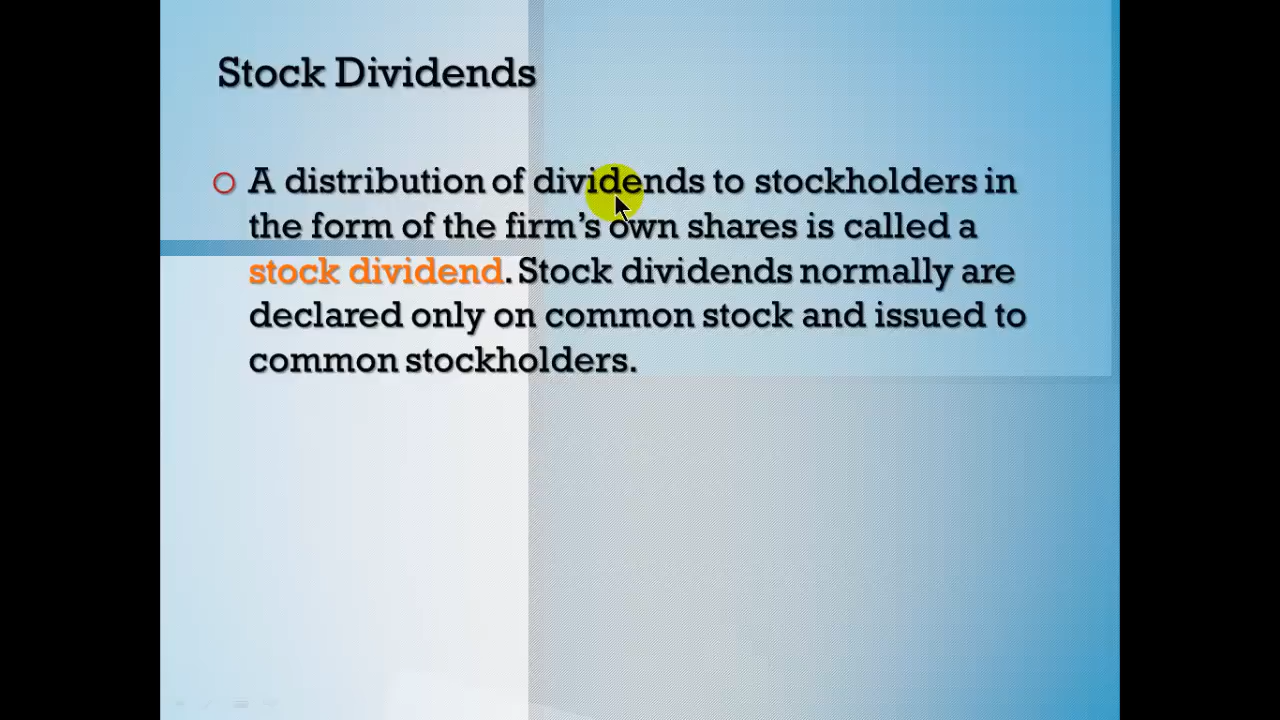 Stock Dividends
A distribution of dividends to stockholders in
the form of the firm's own shares is called a
stock dividend. Stock dividends normally are
declared only on common stock and issued to
common stockholders.